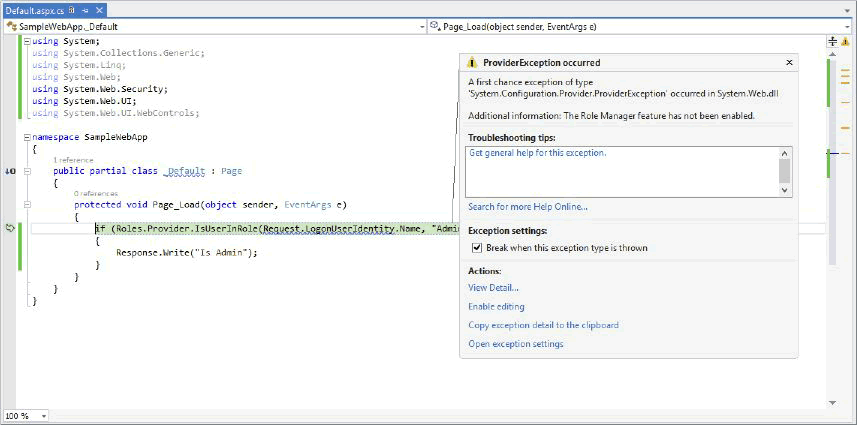 Default.aspx.cs
SampleWebApp._Default
Page_Load(object sender, EventArgs e)
using System;
using System.Collections.Generic;
using System.Linq;
using System.Web;
using System.Web.Security;
using System.Web.UI;
using System.Web.UI.WebControls;
namespace SampleWebApp
{
1 reference
public partial class _Default : Page
{
0 references
protected void Page_Load(object sender, EventArgs e)
{
if (Roles.Provider.IsUserInRole(Request.LogonUserIdentity.Name, "Admi
{
Response.Write("Is Admin");
}
}
}
}
ProviderException occurred
A first chance exception of type
'System.Configuration.Provider.ProviderException' occurred in System.Web.dll
Additional information: The Role Manager feature has not been enabled.
Troubleshooting tips:
Get general help for this exception.
Search for more Help Online...
Exception settings:
Break when this exception type is thrown
Actions:
View Detail...
Enable editing
Copy exception detail to the clipboard
Open exception settings
100 %